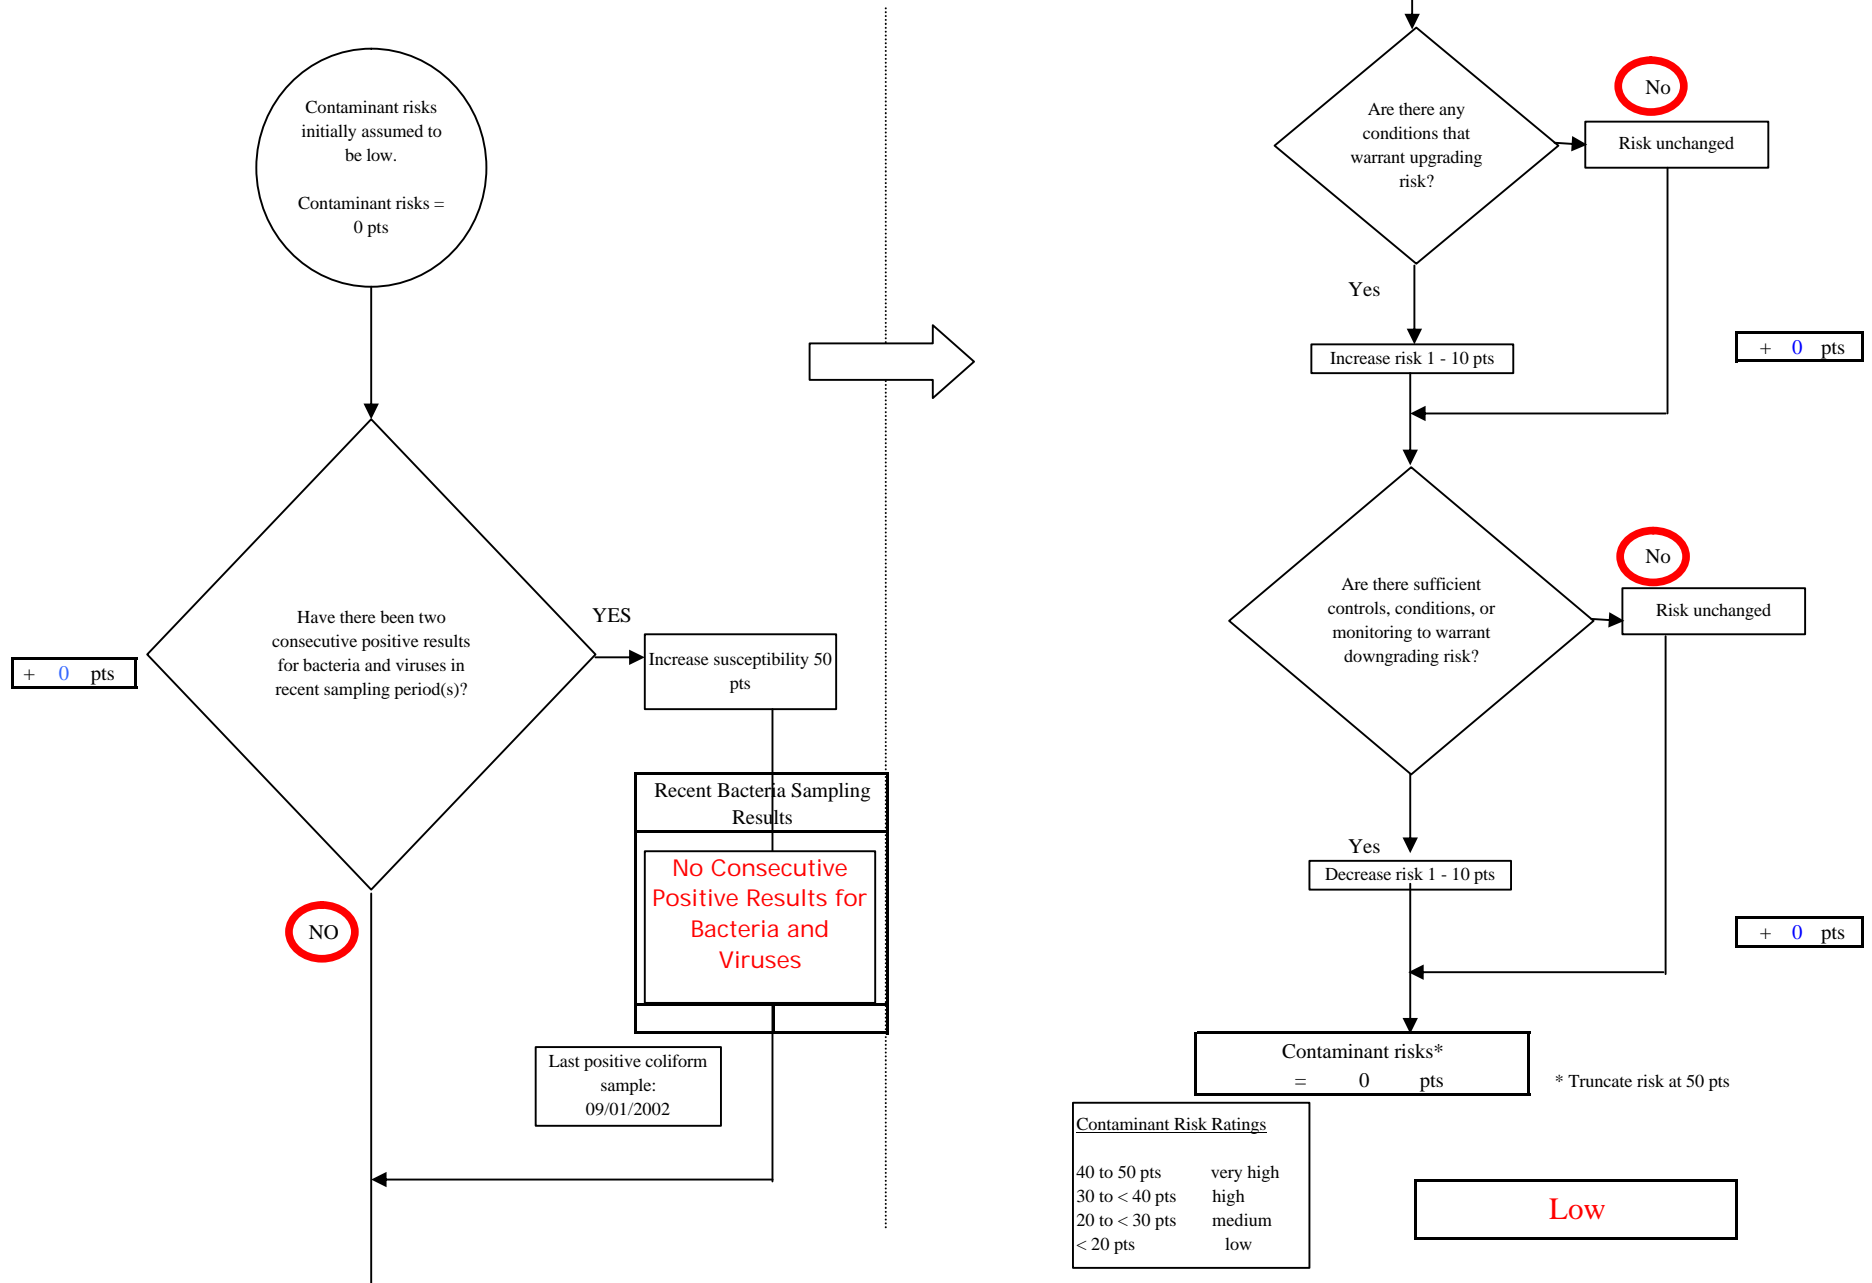 Contaminant risks
initially assumed to
be low.
Contaminant risks =
0 pts
Have there been two
consecutive positive results
for bacteria and viruses in
recent sampling period(s)?
+ 0 pts
YES
Increase susceptibility 50
pts
Recent Bacteria Sampling
Results
No Consecutive
Positive Results for
Bacteria and
Viruses
NO
Last positive coliform
sample:
09/01/2002
Are there any
conditions that
warrant upgrading
risk?
No
Risk unchanged
Yes
Increase risk 1 - 10 pts
+ 0 pts
Are there sufficient
controls, conditions, or
monitoring to warrant
downgrading risk?
No
Risk unchanged
Yes
Decrease risk 1 - 10 pts
+ 0 pts
Contaminant risks*
= 0 pts
* Truncate risk at 50 pts
Contaminant Risk Ratings
40 to 50 pts very high
30 to < 40 pts high
20 to < 30 pts medium
< 20 pts low
Low